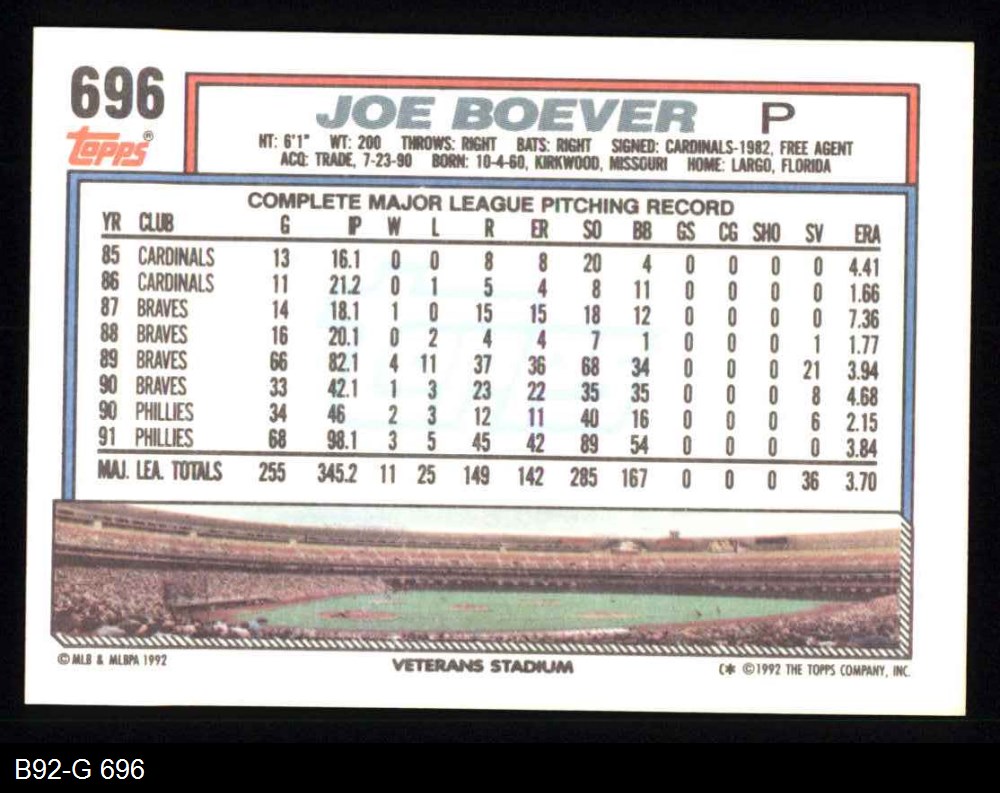 696
JOE BOEVER P
Topps®
HT: 6'1" WT: 200 THROWS: RIGHT BATS: RIGHT SIGNED: CARDINALS-1982, FREE AGENT
ACQ: TRADE, 7-23-90 BORN: 10-4-60, KIRKWOOD, MISSOURI HOME: LARGO, FLORIDA
COMPLETE MAJOR LEAGUE PITCHING RECORD
YR CLUB G IP W L R ER SO BB GS CG SHO SV ERA
85 CARDINALS 13 16.1 0 0 8 8 20 4 0 0 0 0 4.41
86 CARDINALS 11 21.2 0 1 5 4 8 11 0 0 0 0 1.66
87 BRAVES 14 18.1 1 0 15 15 18 12 0 0 0 0 7.36
88 BRAVES 16 20.1 0 2 4 4 7 1 0 0 0 1 1.77
89 BRAVES 66 82.1 4 11 37 36 68 34 0 0 0 21 3.94
90 BRAVES 33 42.1 1 3 23 22 35 35 0 0 0 8 4.68
90 PHILLIES 34 46 2 3 12 11 40 16 0 0 0 6 2.15
91 PHILLIES 68 98.1 3 5 45 42 89 54 0 0 0 0 3.84
MAJ. LEA. TOTALS 255 345.2 11 25 149 142 285 167 0 0 0 36 3.70
© MLB & MLBPA 1992
VETERANS STADIUM
C* ©1992 THE TOPPS COMPANY, INC.
B92-G 696